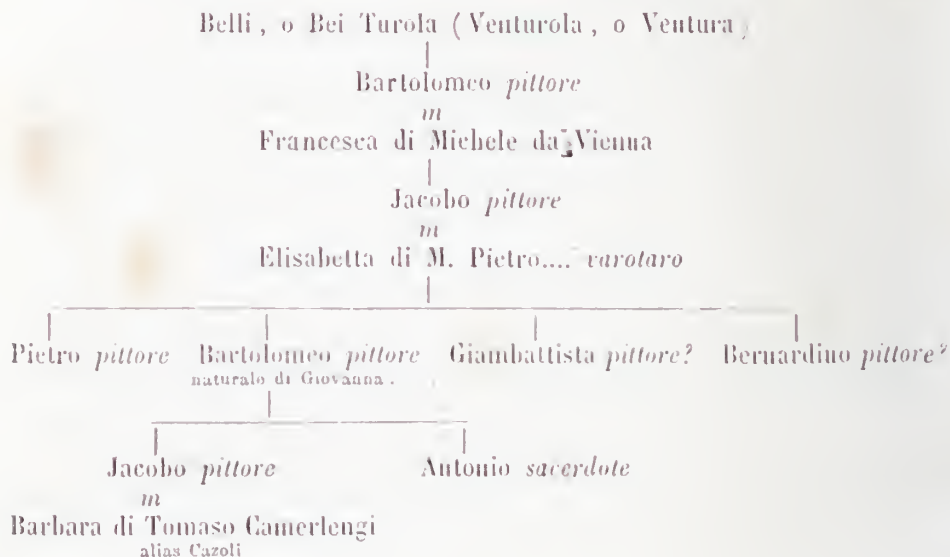 Belli, o Bei Turola (Venturola, o Ventura)
Bartolomeo pittore
m
Francesca di Michele da Vienna
Jacobo pittore
m
Elisabetta di M. Pietro.... varotaro
Pietro pittore Bartolomeo pittore Giambattista pittore? Bernardino pittore?
naturale di Giovanna.
Jacobo pittore Antonio sacerdote
m
Barbara di Tomaso Camerlengi
alias Cazoli